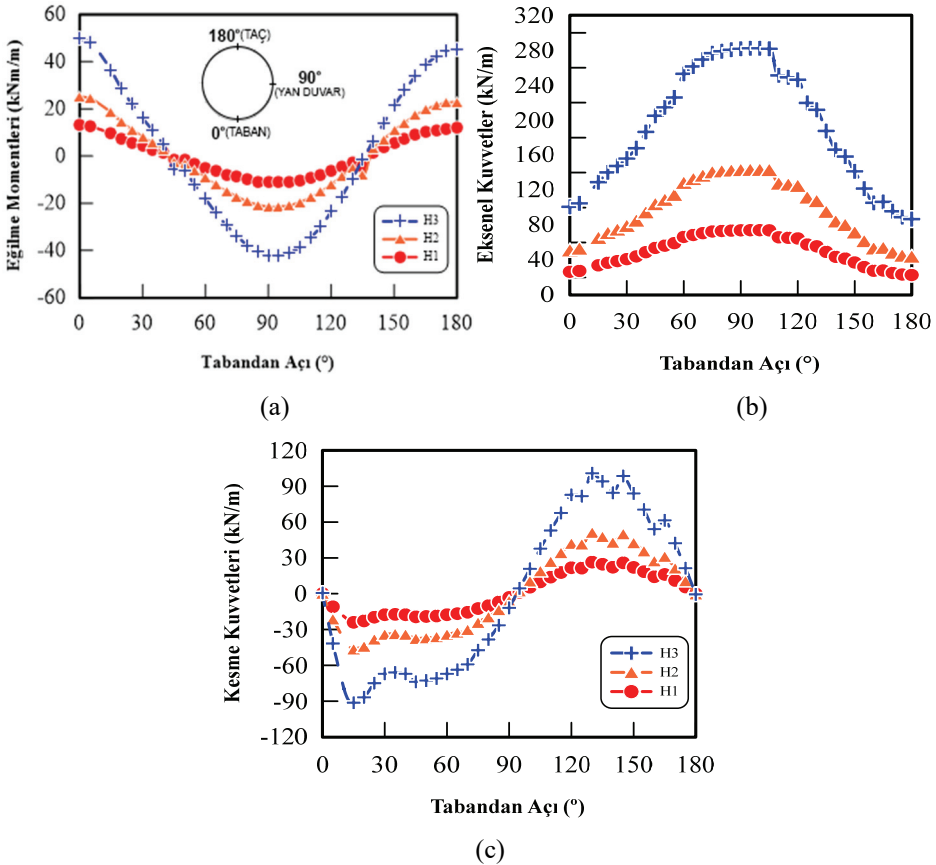 60
40
20
0
-20
-40
-60
Eğilme Momentleri (kNm/m)
180° (TAÇ)
90°
(YAN DUVAR)
0° (TABAN)
H3
H2
H1
0 30 60 90 120 150 180
Tabandan Açı (°)
(a)
280
240
200
160
120
80
40
0
Eksenel Kuvvetler (kN/m)
0 30 60 90 120 150 180
Tabandan Açı (°)
(b)
120
90
60
30
0
-30
-60
-90
-120
Kesme Kuvvetleri (kN/m)
H3
H2
H1
0 30 60 90 120 150 180
Tabandan Açı (°)
(c)